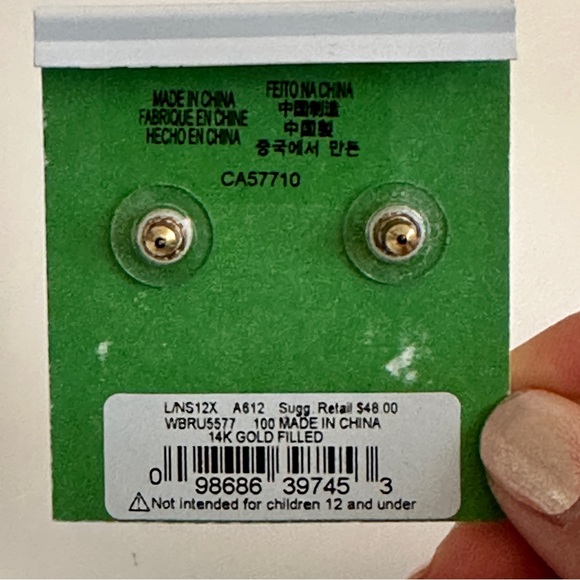 MADE IN CHINA
FABRIQUE EN CHINE
HECHO EN CHINA
FEITO NA CHINA
中国制造
中國製
중국에서 만든
CA57710
L/NS12X A612 Sugg. Retail $48.00
WBRU5577 100 MADE IN CHINA
14K GOLD FILLED
0 98686 39745 3
⚠Not intended for children 12 and under